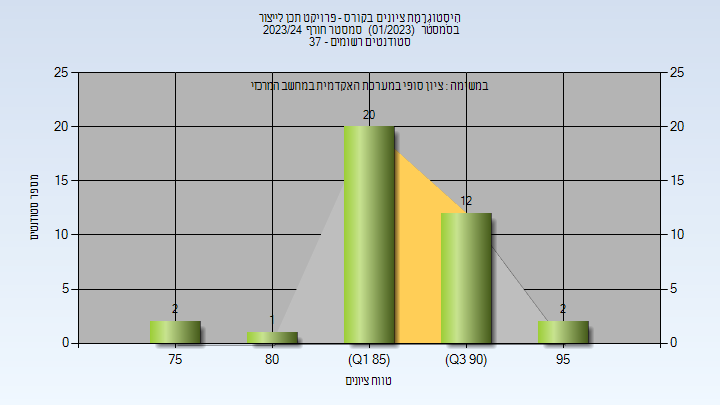 היסטוגרמת ציונים בקורס - פרויקט תכן לייצור
בסמסטר (01/2023) סמסטר חורף 2023/24
סטודנטים רשומים - 37
במשימה : ציון סופי במערכת האקדמית במחשב המרכזי
25
25
20
20
20
15
15
12
10
10
5
5
2
1
2
0
0
75
80
(Q1 85)
(Q3 90)
95
מספר סטודנטים
טווח ציונים